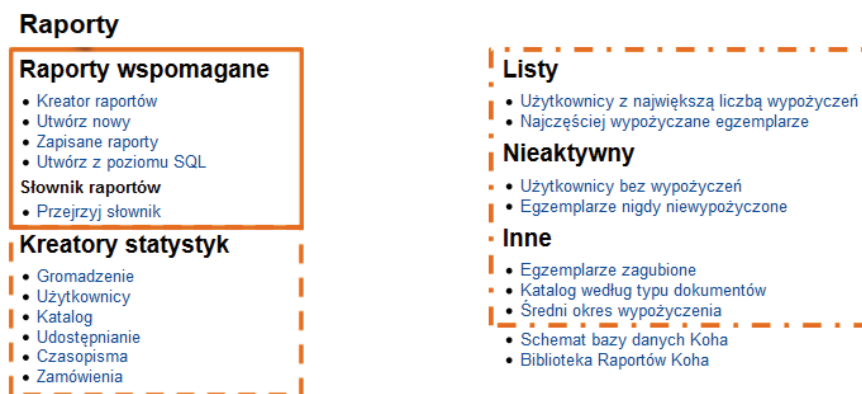 Raporty
Raporty wspomagane
Kreator raportów
Utwórz nowy
Zapisane raporty
Utwórz z poziomu SQL
Słownik raportów
Przejrzyj słownik
Kreatory statystyk
Gromadzenie
Użytkownicy
Katalog
Udostępnianie
Czasopisma
Zamówienia
Listy
Użytkownicy z największą liczbą wypożyczeń
Najczęściej wypożyczane egzemplarze
Nieaktywny
Użytkownicy bez wypożyczeń
Egzemplarze nigdy niewypożyczone
Inne
Egzemplarze zagubione
Katalog według typu dokumentów
Średni okres wypożyczenia
Schemat bazy danych Koha
Biblioteka Raportów Koha